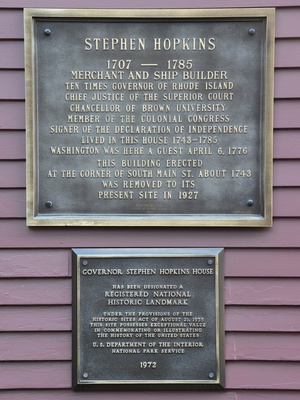 STEPHEN HOPKINS
1707 — 1785
MERCHANT AND SHIP BUILDER
TEN TIMES GOVERNOR OF RHODE ISLAND
CHIEF JUSTICE OF THE SUPERIOR COURT
CHANCELLOR OF BROWN UNIVERSITY
MEMBER OF THE COLONIAL CONGRESS
SIGNER OF THE DECLARATION OF INDEPENDENCE
LIVED IN THIS HOUSE 1743-1785
WASHINGTON WAS HERE A GUEST APRIL 6, 1776
THIS BUILDING ERECTED
AT THE CORNER OF SOUTH MAIN ST. ABOUT 1743
WAS REMOVED TO ITS
PRESENT SITE IN 1927
GOVERNOR STEPHEN HOPKINS HOUSE
HAS BEEN DESIGNATED A
REGISTERED NATIONAL
HISTORIC LANDMARK
UNDER THE PROVISIONS OF THE
HISTORIC SITES ACT OF AUGUST 21, 1935
THIS SITE POSSESSES EXCEPTIONAL VALUE
IN COMMEMORATING OR ILLUSTRATING
THE HISTORY OF THE UNITED STATES
U.S. DEPARTMENT OF THE INTERIOR
NATIONAL PARK SERVICE
1972